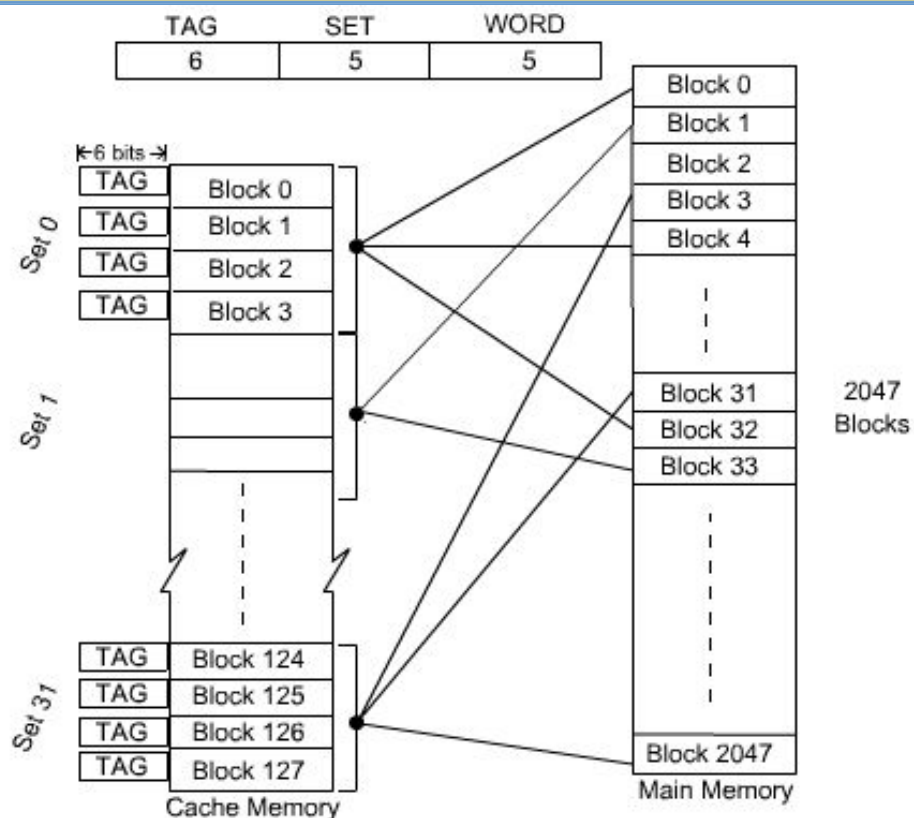 TAG SET WORD
6 5 5
6 bits
Set 0
TAG Block 0
TAG Block 1
TAG Block 2
TAG Block 3
Set 1
Set 31
TAG Block 124
TAG Block 125
TAG Block 126
TAG Block 127
Cache Memory
Block 0
Block 1
Block 2
Block 3
Block 4
Block 31
Block 32
Block 33
Block 2047
Main Memory
2047
Blocks